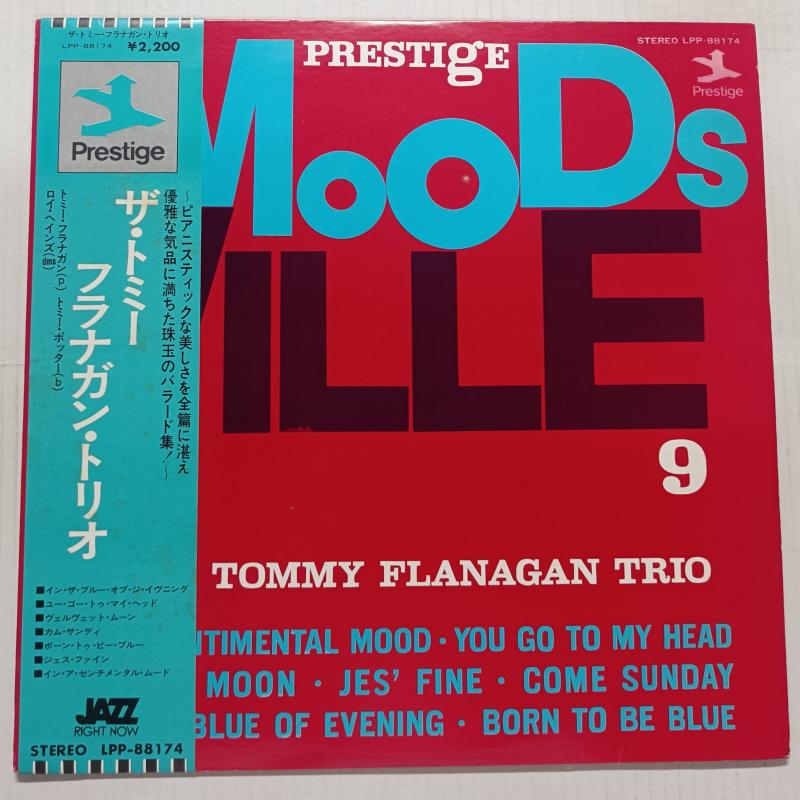 ザ・トミー・フラナガン・トリオ
LPP-88174 ¥2,200
Prestige
〜ピアニスティックな美しさを全篇に湛え
優雅な気品に満ちた珠玉のバラード集!〜
ザ・トミー
フラナガン・トリオ
トミー・フラナガン(p) トミー・ポッター(b)
ロイ・ヘインズ(dms)
■イン・ザ・ブルー・オブ・ジ・イヴニング
■ユー・ゴー・トゥ・マイ・ヘッド
■ヴェルヴェット・ムーン
■カム・サンディ
■ボーン・トゥ・ビー・ブルー
■ジェス・ファイン
■イン・ア・センチメンタル・ムード
JAZZ
RIGHT NOW
STEREO LPP-88174
PRESTIGE
STEREO LPP-88174
Prestige
MOODS
VILLE
9
TOMMY FLANAGAN TRIO
NTIMENTAL MOOD · YOU GO TO MY HEAD
MOON · JES' FINE · COME SUNDAY
BLUE OF EVENING · BORN TO BE BLUE